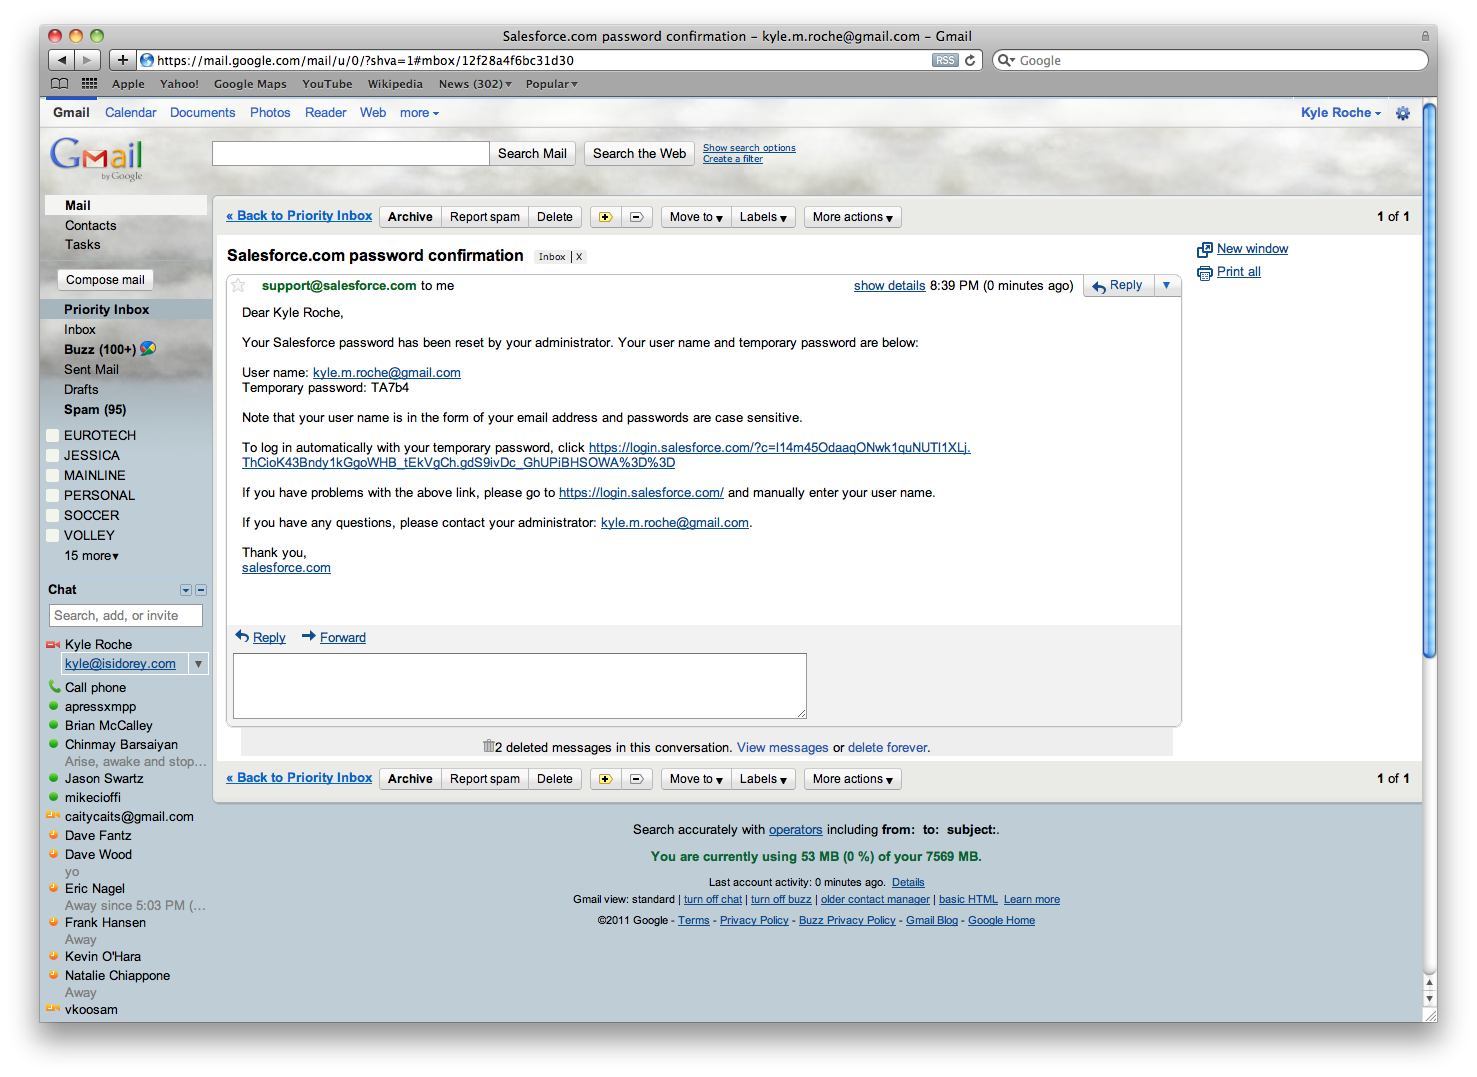 Salesforce.com password confirmation – kyle.m.roche@gmail.com – Gmail
https://mail.google.com/mail/u/0/?shva=1#mbox/12f28a4f6bc31d30
RSS
Google
Apple Yahoo! Google Maps YouTube Wikipedia News (302)▾ Popular▾
Gmail Calendar Documents Photos Reader Web more
Kyle Roche
Gmail
by Google
Search Mail
Search the Web
Show search options
Create a filter
Mail
Contacts
Tasks
Compose mail
Priority Inbox
Inbox
Buzz (100+)
Sent Mail
Drafts
Spam (95)
EUROTECH
JESSICA
MAINLINE
PERSONAL
SOCCER
VOLLEY
15 more▾
Chat
Search, add, or invite
Kyle Roche
kyle@isidorey.com
Call phone
apressxmpp
Brian McCalley
Chinmay Barsaiyan
Arise, awake and stop...
Jason Swartz
mikecioffi
caitycaits@gmail.com
Dave Fantz
Dave Wood
yo
Eric Nagel
Away since 5:03 PM (...
Frank Hansen
Away
Kevin O'Hara
Natalie Chiappone
Away
vkoosam
« Back to Priority Inbox Archive Report spam Delete Move to ▾ Labels ▾ More actions ▾ 1 of 1
Salesforce.com password confirmation Inbox | X
New window
Print all
support@salesforce.com to me show details 8:39 PM (0 minutes ago) Reply
Dear Kyle Roche,
Your Salesforce password has been reset by your administrator. Your user name and temporary password are below:
User name: kyle.m.roche@gmail.com
Temporary password: TA7b4
Note that your user name is in the form of your email address and passwords are case sensitive.
To log in automatically with your temporary password, click https://login.salesforce.com/?c=I14m45OdaaqONwk1quNUTl1XLj.
ThCioK43Bndy1kGgoWHB_tEkVgCh.gdS9ivDc_GhUPiBHSOWA%3D%3D
If you have problems with the above link, please go to https://login.salesforce.com/ and manually enter your user name.
If you have any questions, please contact your administrator: kyle.m.roche@gmail.com.
Thank you,
salesforce.com
Reply Forward
2 deleted messages in this conversation. View messages or delete forever.
« Back to Priority Inbox Archive Report spam Delete Move to ▾ Labels ▾ More actions ▾ 1 of 1
Search accurately with operators including from: to: subject:.
You are currently using 53 MB (0 %) of your 7569 MB.
Last account activity: 0 minutes ago. Details
Gmail view: standard | turn off chat | turn off buzz | older contact manager | basic HTML Learn more
©2011 Google - Terms - Privacy Policy - Buzz Privacy Policy - Gmail Blog - Google Home